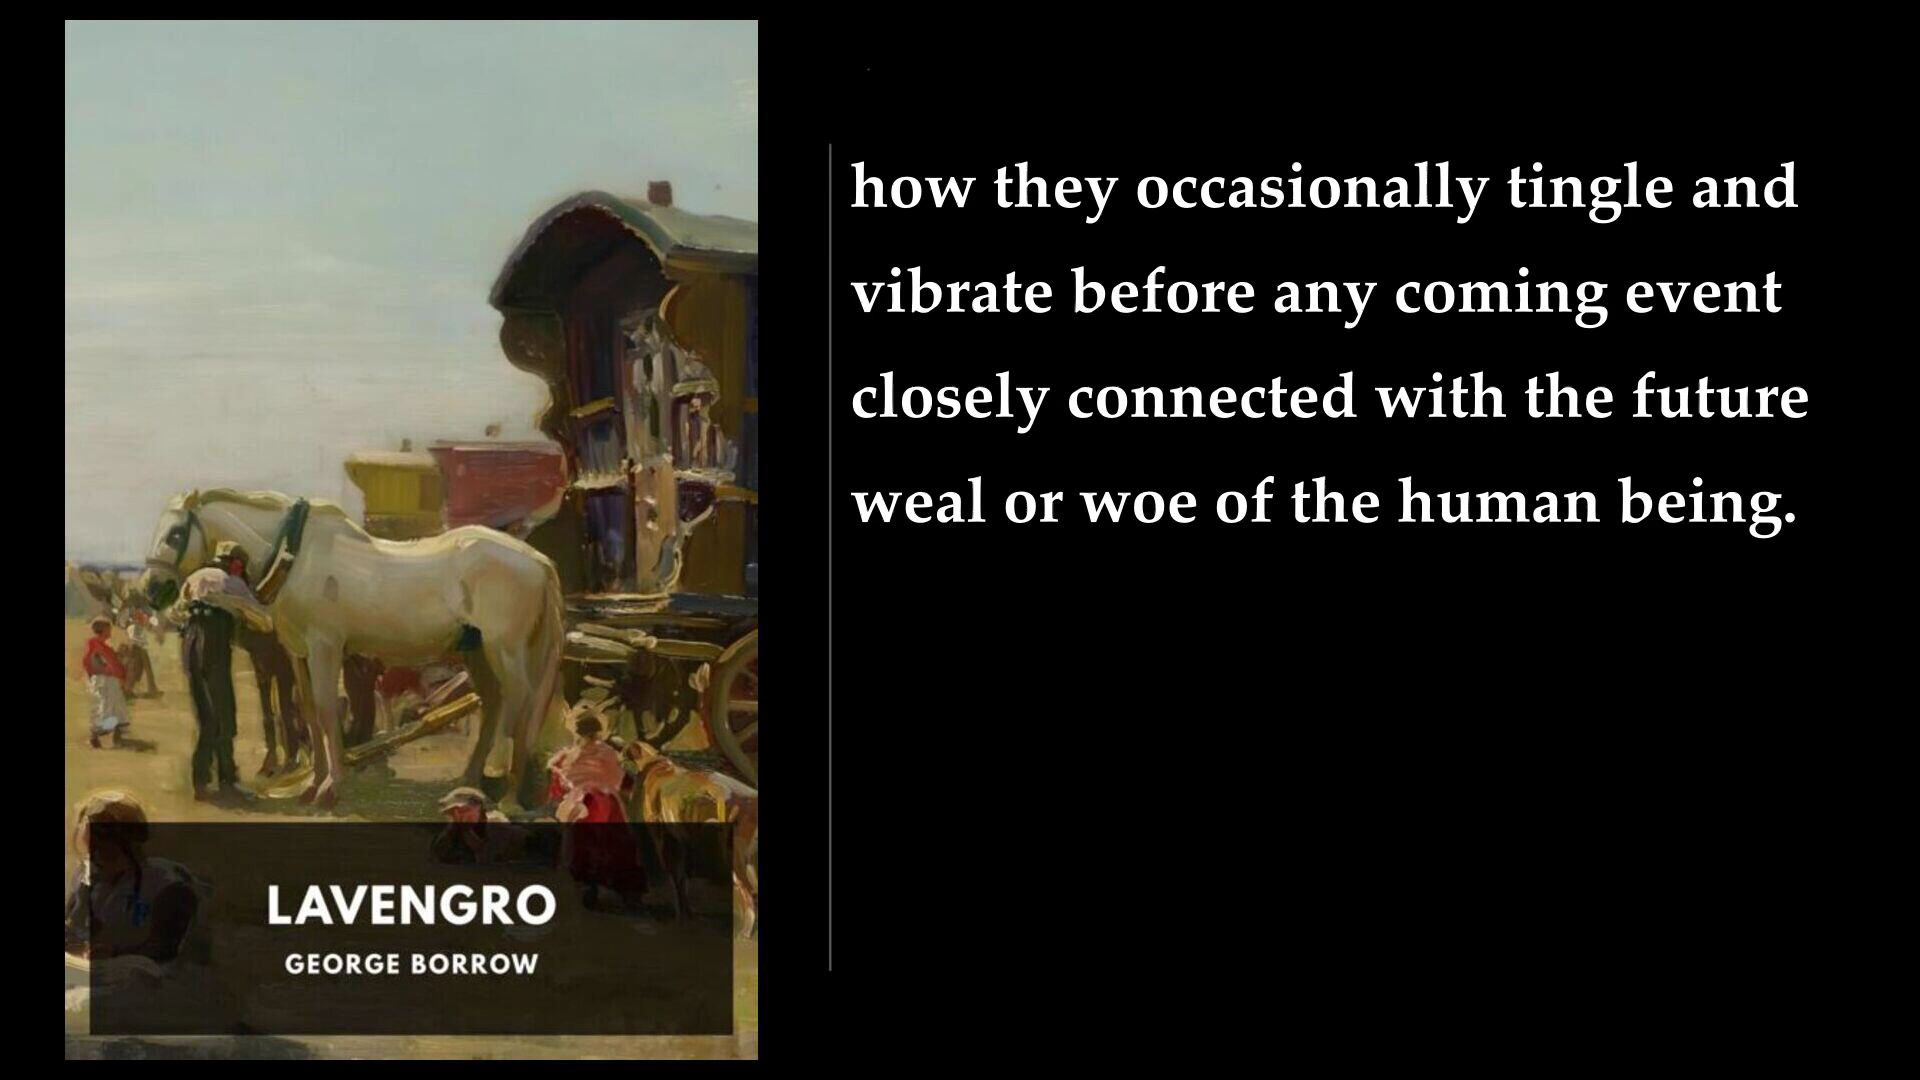 how they occasionally tingle and
vibrate before any coming event
closely connected with the future
weal or woe of the human being.
LAVENGRO
GEORGE BORROW